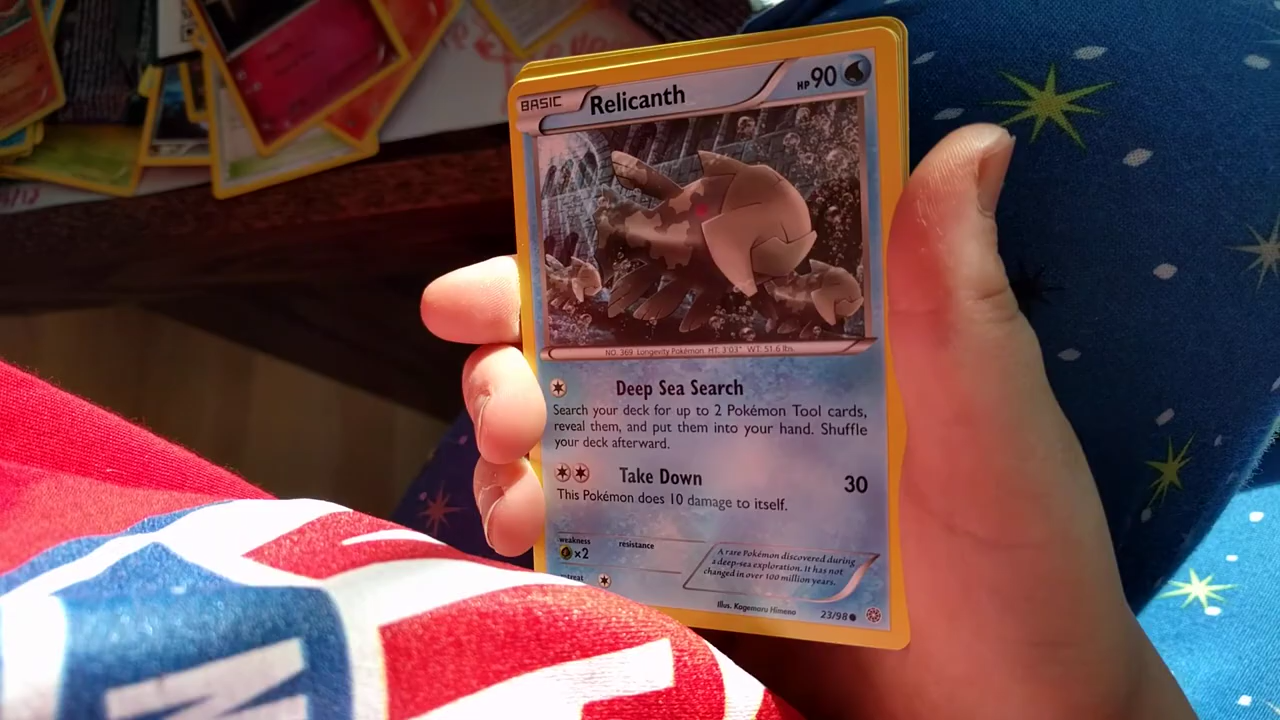 BASIC Relicanth HP 90
NO. 369 Longevity Pokémon HT: 3'03" WT: 51.6 lbs.
Deep Sea Search
Search your deck for up to 2 Pokémon Tool cards,
reveal them, and put them into your hand. Shuffle
your deck afterward.
Take Down 30
This Pokémon does 10 damage to itself.
weakness resistance
x2
A rare Pokémon discovered during
a deep-sea exploration. It has not
changed in over 100 million years.
Illus. Kagemaru Himeno 23/98